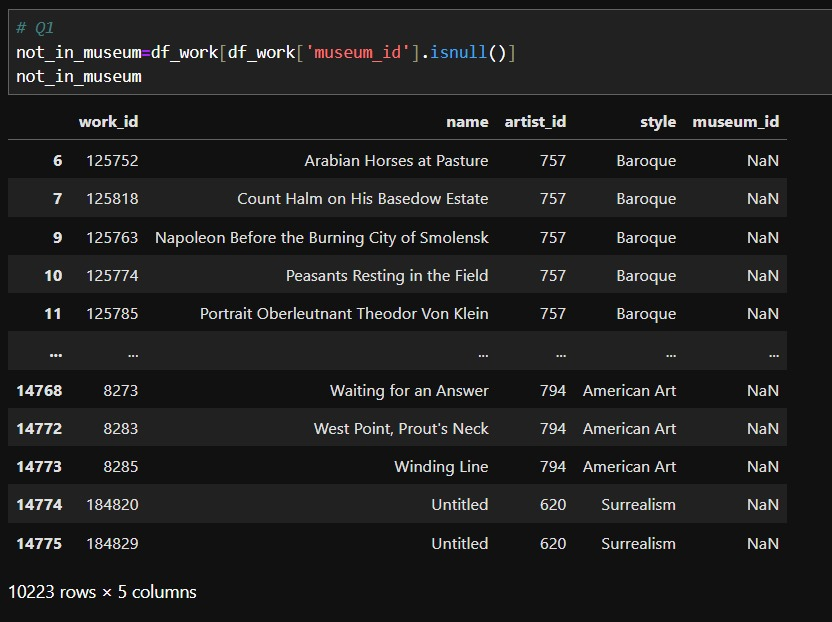 # Q1
not_in_museum=df_work[df_work['museum_id'].isnull()]
not_in_museum
work_id name artist_id style museum_id
6 125752 Arabian Horses at Pasture 757 Baroque NaN
7 125818 Count Halm on His Basedow Estate 757 Baroque NaN
9 125763 Napoleon Before the Burning City of Smolensk 757 Baroque NaN
10 125774 Peasants Resting in the Field 757 Baroque NaN
11 125785 Portrait Oberleutnant Theodor Von Klein 757 Baroque NaN
... ... ... ... ... ...
14768 8273 Waiting for an Answer 794 American Art NaN
14772 8283 West Point, Prout's Neck 794 American Art NaN
14773 8285 Winding Line 794 American Art NaN
14774 184820 Untitled 620 Surrealism NaN
14775 184829 Untitled 620 Surrealism NaN
10223 rows × 5 columns